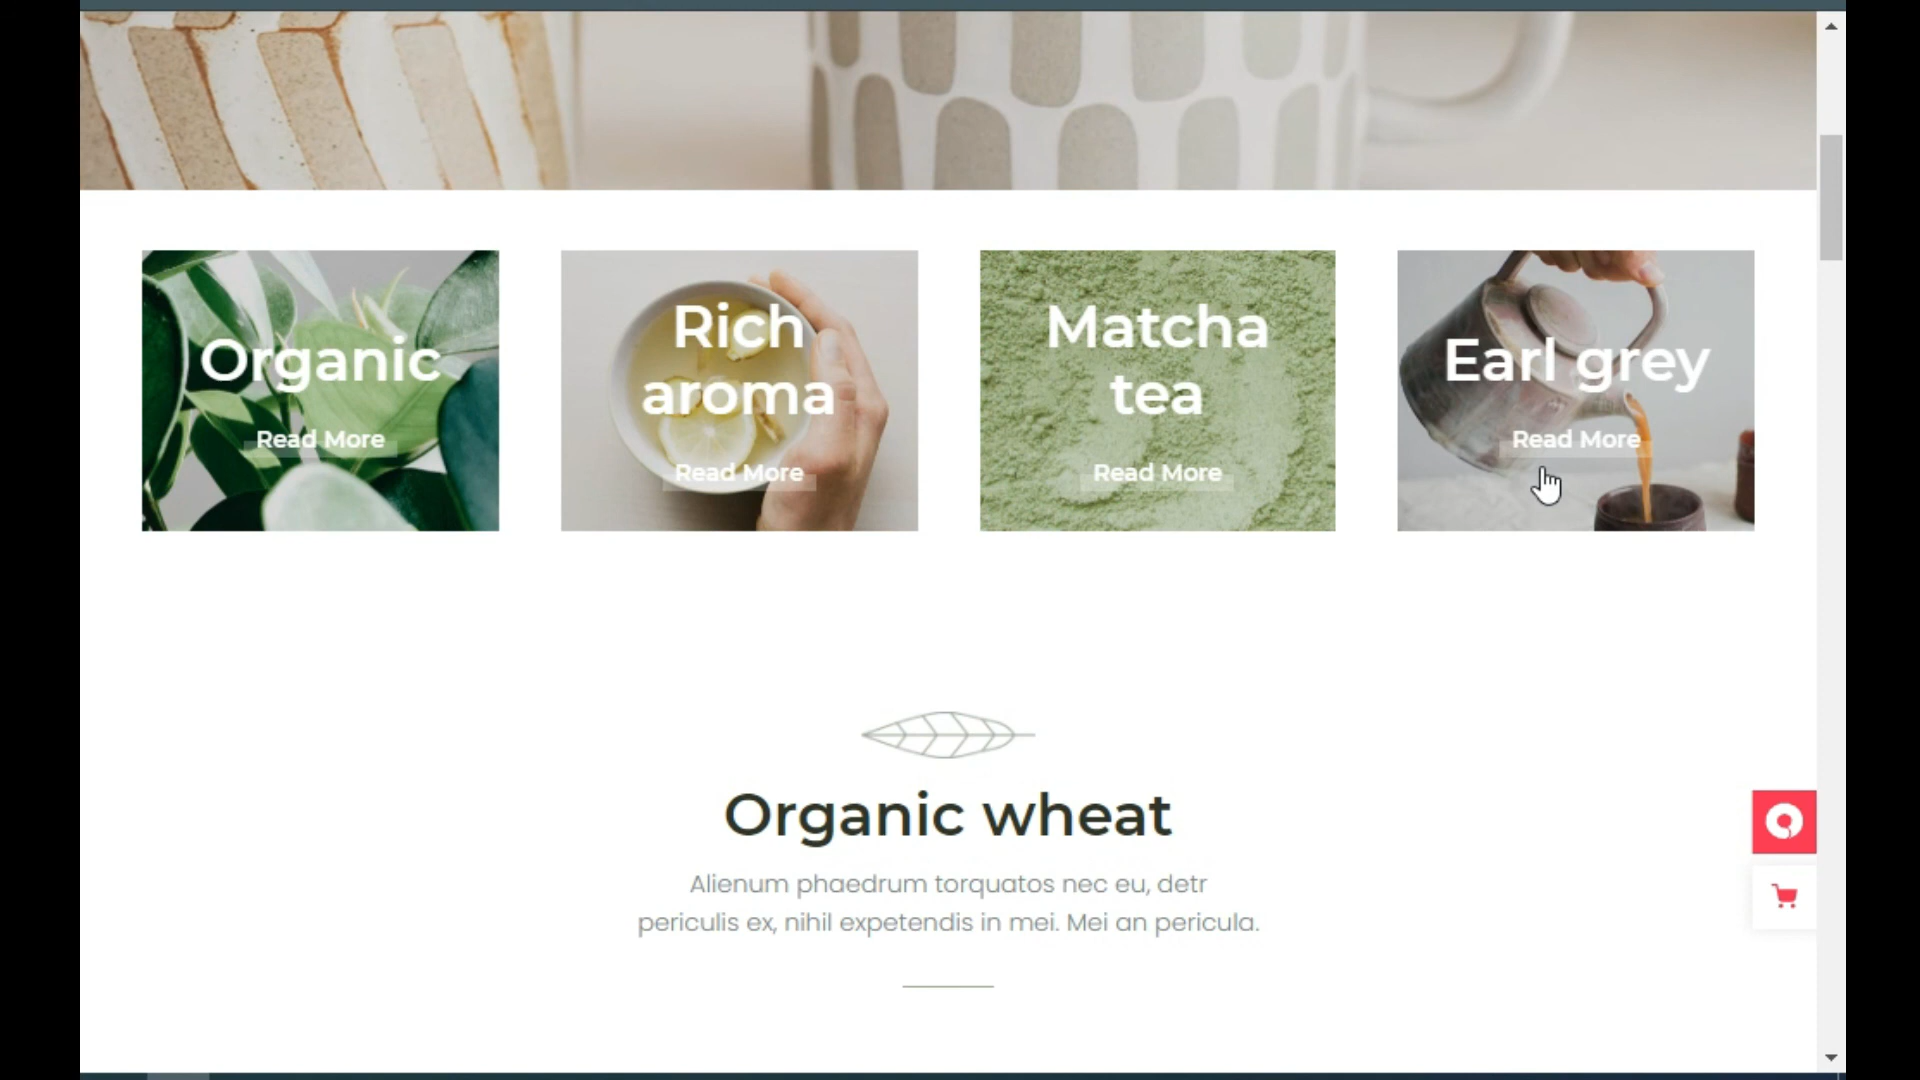 Organic
Read More
Rich
aroma
Read More
Matcha
tea
Read More
Earl grey
Read More
Organic wheat
Alienum phaedrum torquatos nec eu, detr
periculis ex, nihil expetendis in mei. Mei an pericula.